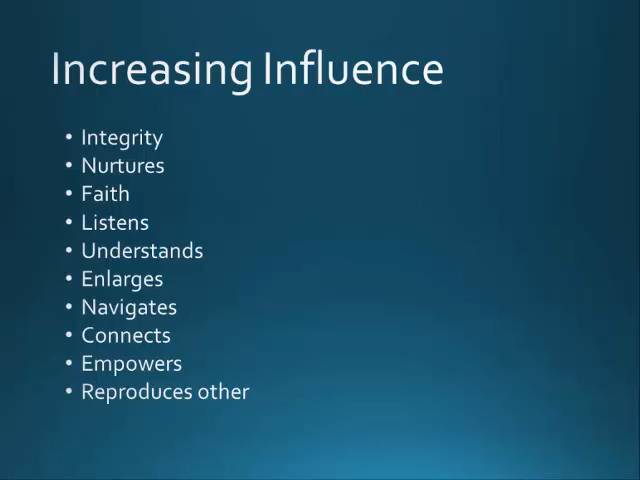 Increasing Influence
• Integrity
• Nurtures
• Faith
• Listens
• Understands
• Enlarges
• Navigates
• Connects
• Empowers
• Reproduces other